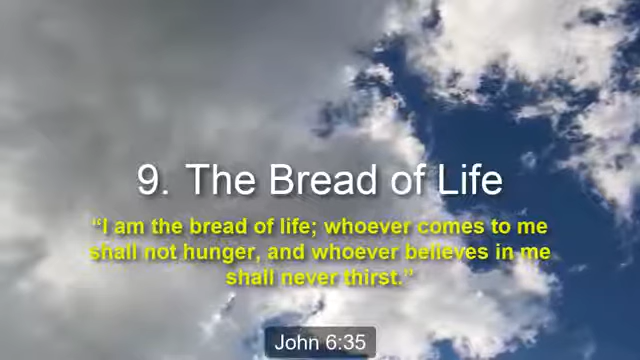 9. The Bread of Life
“I am the bread of life; whoever comes to me
shall not hunger, and whoever believes in me
shall never thirst.”
John 6:35